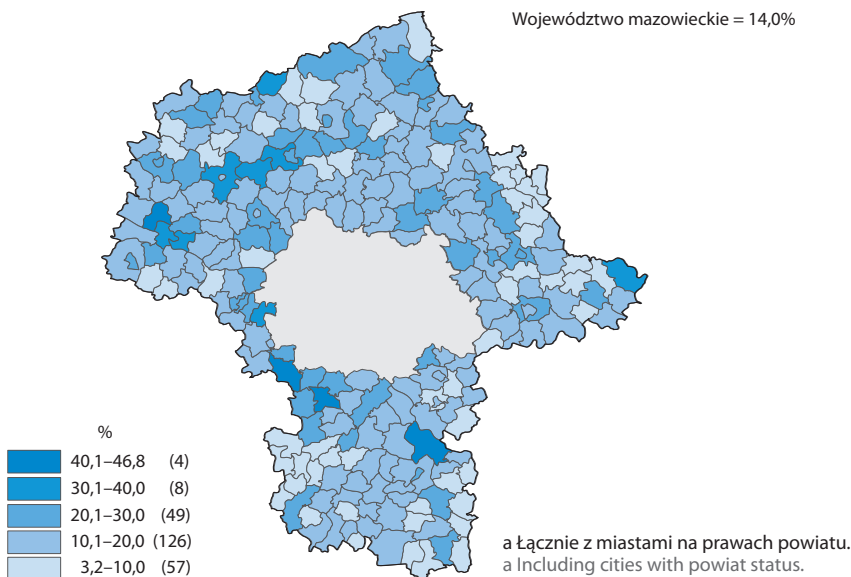 Województwo mazowieckie = 14,0%
%
40,1–46,8 (4)
30,1–40,0 (8)
20,1–30,0 (49)
10,1–20,0 (126)
3,2–10,0 (57)
a Łącznie z miastami na prawach powiatu.
a Including cities with powiat status.